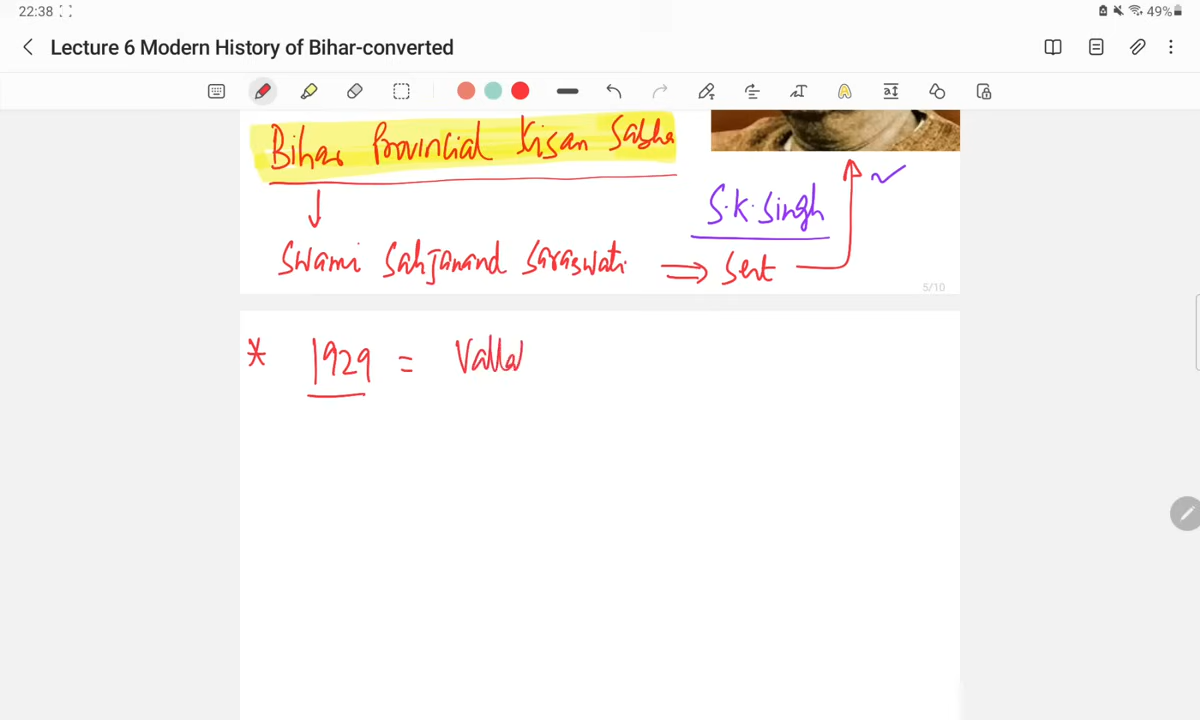 22:38
49%
Lecture 6 Modern History of Bihar-converted
Bihar Provincial Kisan Sabha
S.K. Singh
Swami Sahjanand Saraswati ⇒ Sent
5/10
* 1929 = Valla